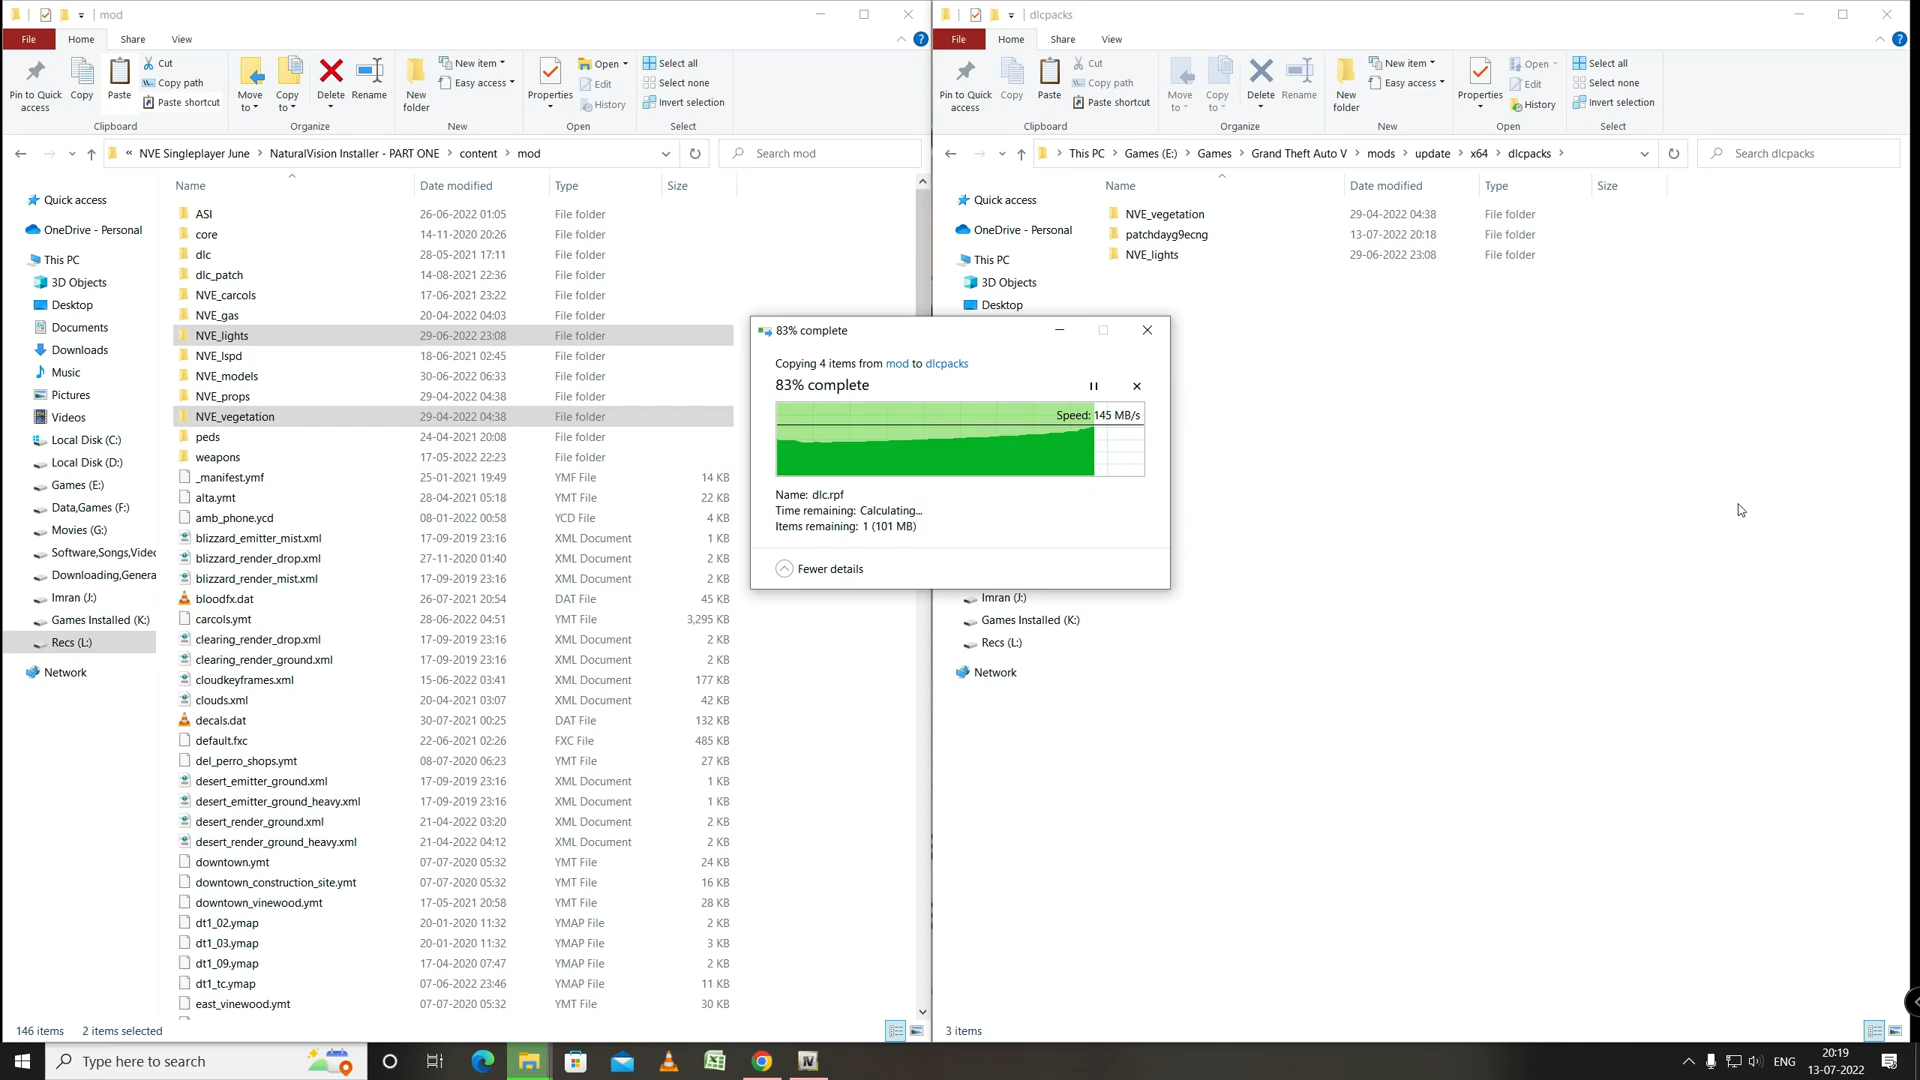 mod
File
Home
Share
View
Pin to Quick access
Copy
Paste
Cut
Copy path
Paste shortcut
Move to
Copy to
Delete
Rename
New folder
New item
Easy access
Properties
Open
Edit
History
Select all
Select none
Invert selection
Clipboard
Organize
New
Open
Select
« NVE Singleplayer June > NaturalVision Installer - PART ONE > content > mod
Search mod
Quick access
OneDrive - Personal
This PC
3D Objects
Desktop
Documents
Downloads
Music
Pictures
Videos
Local Disk (C:)
Local Disk (D:)
Games (E:)
Data,Games (F:)
Movies (G:)
Software,Songs,Videc
Downloading,Genera
Imran (J:)
Games Installed (K:)
Recs (L:)
Network
Name Date modified Type Size
ASI 26-06-2022 01:05 File folder
core 14-11-2020 20:26 File folder
dlc 28-05-2021 17:11 File folder
dlc_patch 14-08-2021 22:36 File folder
NVE_carcols 17-06-2021 23:22 File folder
NVE_gas 20-04-2022 04:03 File folder
NVE_lights 29-06-2022 23:08 File folder
NVE_lspd 18-06-2021 02:45 File folder
NVE_models 30-06-2022 06:33 File folder
NVE_props 29-04-2022 04:38 File folder
NVE_vegetation 29-04-2022 04:38 File folder
peds 24-04-2021 20:08 File folder
weapons 17-05-2022 22:23 File folder
_manifest.ymf 25-01-2021 19:49 YMF File 14 KB
alta.ymt 28-04-2021 05:18 YMT File 22 KB
amb_phone.ycd 08-01-2022 00:58 YCD File 4 KB
blizzard_emitter_mist.xml 17-09-2019 23:16 XML Document 1 KB
blizzard_render_drop.xml 27-11-2020 01:40 XML Document 2 KB
blizzard_render_mist.xml 17-09-2019 23:16 XML Document 2 KB
bloodfx.dat 26-07-2021 20:54 DAT File 45 KB
carcols.ymt 28-06-2022 04:51 YMT File 3,295 KB
clearing_render_drop.xml 17-09-2019 23:16 XML Document 2 KB
clearing_render_ground.xml 17-09-2019 23:16 XML Document 2 KB
cloudkeyframes.xml 15-06-2022 03:41 XML Document 177 KB
clouds.xml 20-04-2021 03:07 XML Document 42 KB
decals.dat 30-07-2021 00:25 DAT File 132 KB
default.fxc 22-06-2021 02:26 FXC File 485 KB
del_perro_shops.ymt 08-07-2020 06:23 YMT File 27 KB
desert_emitter_ground.xml 17-09-2019 23:16 XML Document 1 KB
desert_emitter_ground_heavy.xml 17-09-2019 23:16 XML Document 1 KB
desert_render_ground.xml 21-04-2022 03:20 XML Document 2 KB
desert_render_ground_heavy.xml 21-04-2022 04:12 XML Document 2 KB
downtown.ymt 07-07-2020 05:32 YMT File 24 KB
downtown_construction_site.ymt 07-07-2020 05:32 YMT File 16 KB
downtown_vinewood.ymt 17-05-2021 20:58 YMT File 28 KB
dt1_02.ymap 20-01-2020 11:32 YMAP File 2 KB
dt1_03.ymap 20-01-2020 11:32 YMAP File 3 KB
dt1_09.ymap 17-04-2020 07:47 YMAP File 2 KB
dt1_tc.ymap 07-06-2022 23:46 YMAP File 11 KB
east_vinewood.ymt 07-07-2020 05:32 YMT File 30 KB
146 items 2 items selected
dlcpacks
File
Home
Share
View
Pin to Quick access
Copy
Paste
Cut
Copy path
Paste shortcut
Move to
Copy to
Delete
Rename
New folder
New item
Easy access
Properties
Open
Edit
History
Select all
Select none
Invert selection
Clipboard
Organize
New
Open
Select
> This PC > Games (E:) > Games > Grand Theft Auto V > mods > update > x64 > dlcpacks >
Search dlcpacks
Quick access
OneDrive - Personal
This PC
3D Objects
Desktop
Imran (J:)
Games Installed (K:)
Recs (L:)
Network
Name Date modified Type Size
NVE_vegetation 29-04-2022 04:38 File folder
patchdayg9ecng 13-07-2022 20:18 File folder
NVE_lights 29-06-2022 23:08 File folder
3 items
83% complete
Copying 4 items from mod to dlcpacks
83% complete
Speed: 145 MB/s
Name: dlc.rpf
Time remaining: Calculating...
Items remaining: 1 (101 MB)
Fewer details
Type here to search
ENG
20:19
13-07-2022